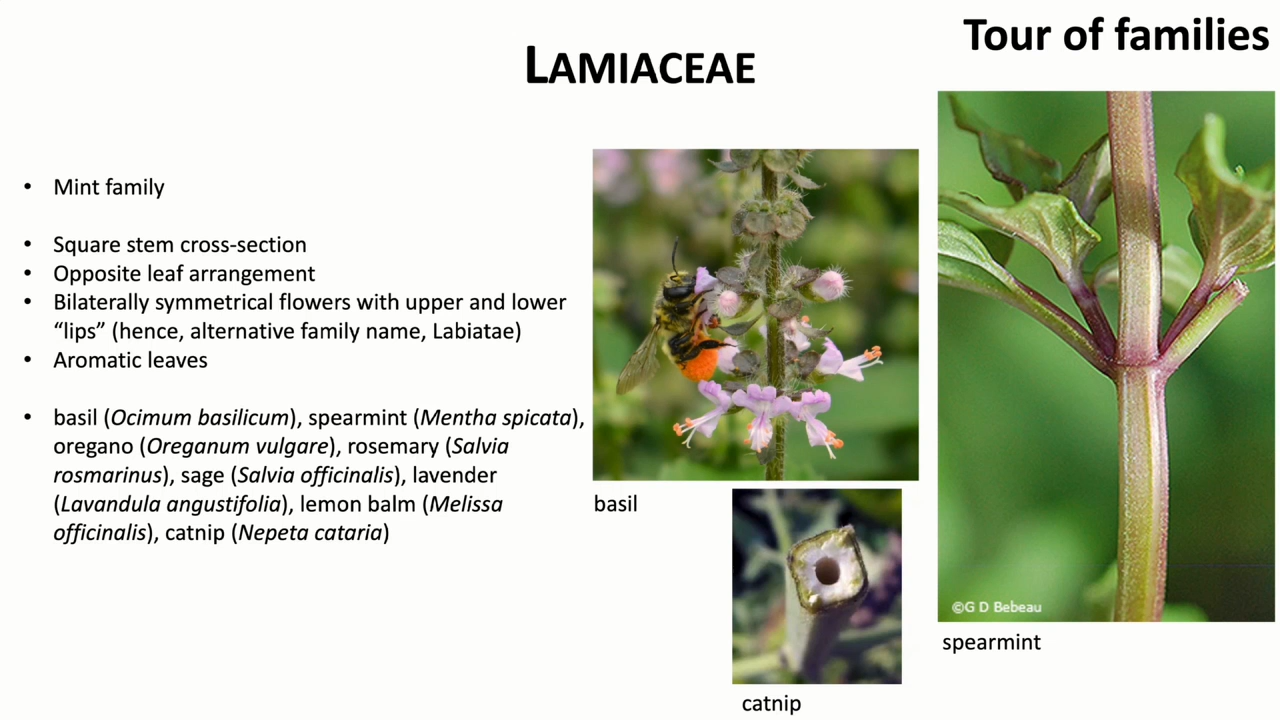 Tour of families
LAMIACEAE
• Mint family
• Square stem cross-section
• Opposite leaf arrangement
• Bilaterally symmetrical flowers with upper and lower
“lips” (hence, alternative family name, Labiatae)
• Aromatic leaves
• basil (Ocimum basilicum), spearmint (Mentha spicata),
oregano (Oreganum vulgare), rosemary (Salvia
rosmarinus), sage (Salvia officinalis), lavender
(Lavandula angustifolia), lemon balm (Melissa
officinalis), catnip (Nepeta cataria)
basil
catnip
©G D Bebeau
spearmint